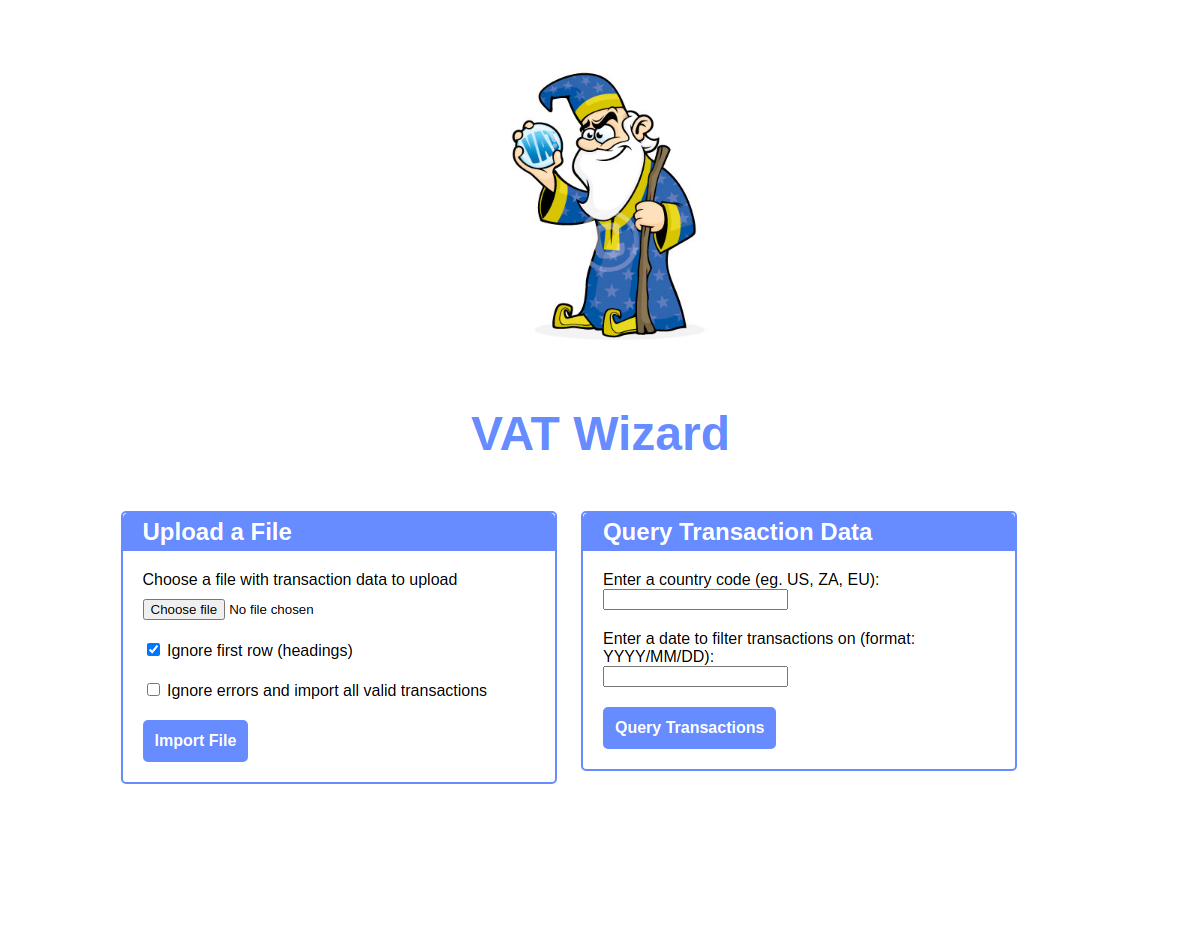 VAT
VAT Wizard
Upload a File
Choose a file with transaction data to upload
Choose file No file chosen
Ignore first row (headings)
Ignore errors and import all valid transactions
Import File
Query Transaction Data
Enter a country code (eg. US, ZA, EU):
Enter a date to filter transactions on (format:
YYYY/MM/DD):
Query Transactions